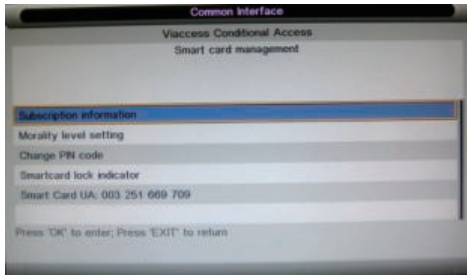 Common Interface
Viaccess Conditional Access
Smart card management
Subscription information
Morality level setting
Change PIN code
Smartcard lock indicator
Smart Card UA: 003 251 669 709
Press 'OK' to enter; Press 'EXIT' to return